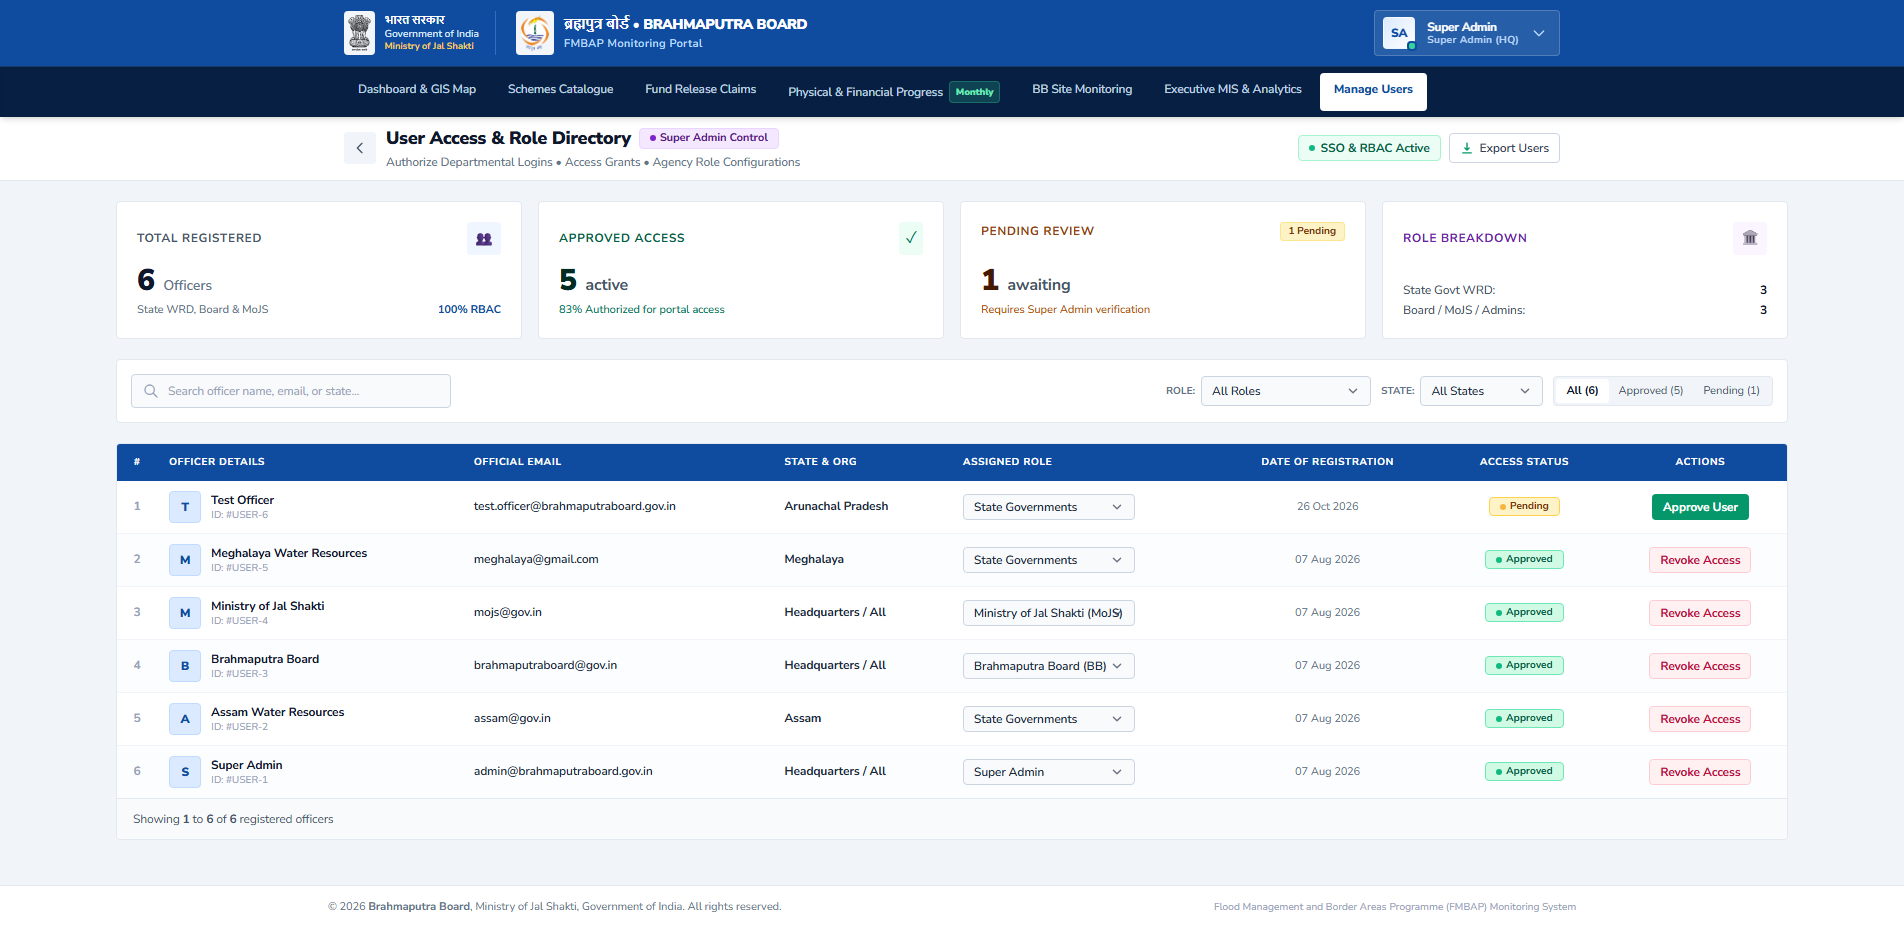 भारत सरकार
Government of India
Ministry of Jal Shakti
ब्रह्मपुत्र बोर्ड • BRAHMAPUTRA BOARD
FMBAP Monitoring Portal
SA
Super Admin
Super Admin (HQ)
Dashboard & GIS Map
Schemes Catalogue
Fund Release Claims
Physical & Financial Progress Monthly
BB Site Monitoring
Executive MIS & Analytics
Manage Users
User Access & Role Directory
Super Admin Control
Authorize Departmental Logins • Access Grants • Agency Role Configurations
SSO & RBAC Active
Export Users
TOTAL REGISTERED
6 Officers
State WRD, Board & MoJS 100% RBAC
APPROVED ACCESS
5 active
83% Authorized for portal access
PENDING REVIEW 1 Pending
1 awaiting
Requires Super Admin verification
ROLE BREAKDOWN
State Govt WRD: 3
Board / MoJS / Admins: 3
Search officer name, email, or state...
ROLE: All Roles STATE: All States All (6) Approved (5) Pending (1)
# OFFICER DETAILS OFFICIAL EMAIL STATE & ORG ASSIGNED ROLE DATE OF REGISTRATION ACCESS STATUS ACTIONS
1 T Test Officer test.officer@brahmaputraboard.gov.in Arunachal Pradesh State Governments 26 Oct 2026 Pending Approve User
ID: #USER-6
2 M Meghalaya Water Resources meghalaya@gmail.com Meghalaya State Governments 07 Aug 2026 Approved Revoke Access
ID: #USER-5
3 M Ministry of Jal Shakti mojs@gov.in Headquarters / All Ministry of Jal Shakti (MoJS) 07 Aug 2026 Approved Revoke Access
ID: #USER-4
4 B Brahmaputra Board brahmaputraboard@gov.in Headquarters / All Brahmaputra Board (BB) 07 Aug 2026 Approved Revoke Access
ID: #USER-3
5 A Assam Water Resources assam@gov.in Assam State Governments 07 Aug 2026 Approved Revoke Access
ID: #USER-2
6 S Super Admin admin@brahmaputraboard.gov.in Headquarters / All Super Admin 07 Aug 2026 Approved Revoke Access
ID: #USER-1
Showing 1 to 6 of 6 registered officers
© 2026 Brahmaputra Board, Ministry of Jal Shakti, Government of India. All rights reserved.
Flood Management and Border Areas Programme (FMBAP) Monitoring System